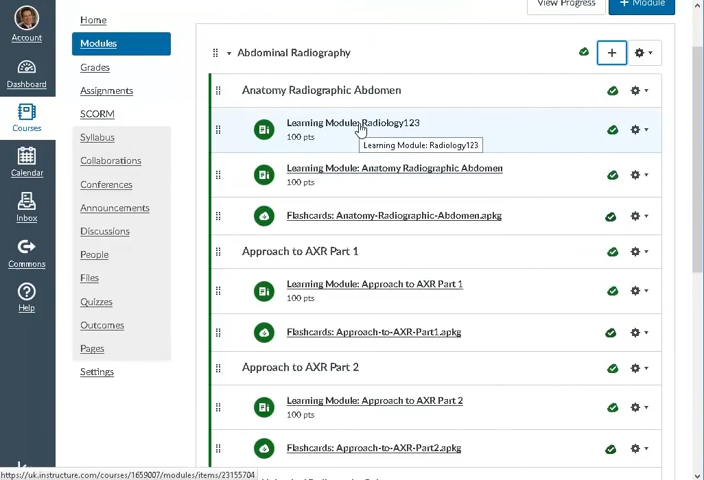 View Progress
+ Module
Account
Dashboard
Courses
Calendar
Inbox
Commons
Help
Home
Modules
Grades
Assignments
SCORM
Syllabus
Collaborations
Conferences
Announcements
Discussions
People
Files
Quizzes
Outcomes
Pages
Settings
Abdominal Radiography
Anatomy Radiographic Abdomen
Learning Module: Radiology123
100 pts
Learning Module: Radiology123
Learning Module: Anatomy Radiographic Abdomen
100 pts
Flashcards: Anatomy-Radiographic-Abdomen.apkg
Approach to AXR Part 1
Learning Module: Approach to AXR Part 1
100 pts
Flashcards: Approach-to-AXR-Part1.apkg
Approach to AXR Part 2
Learning Module: Approach to AXR Part 2
100 pts
Flashcards: Approach-to-AXR-Part2.apkg
https://uk.instructure.com/courses/1659007/modules/items/23155704